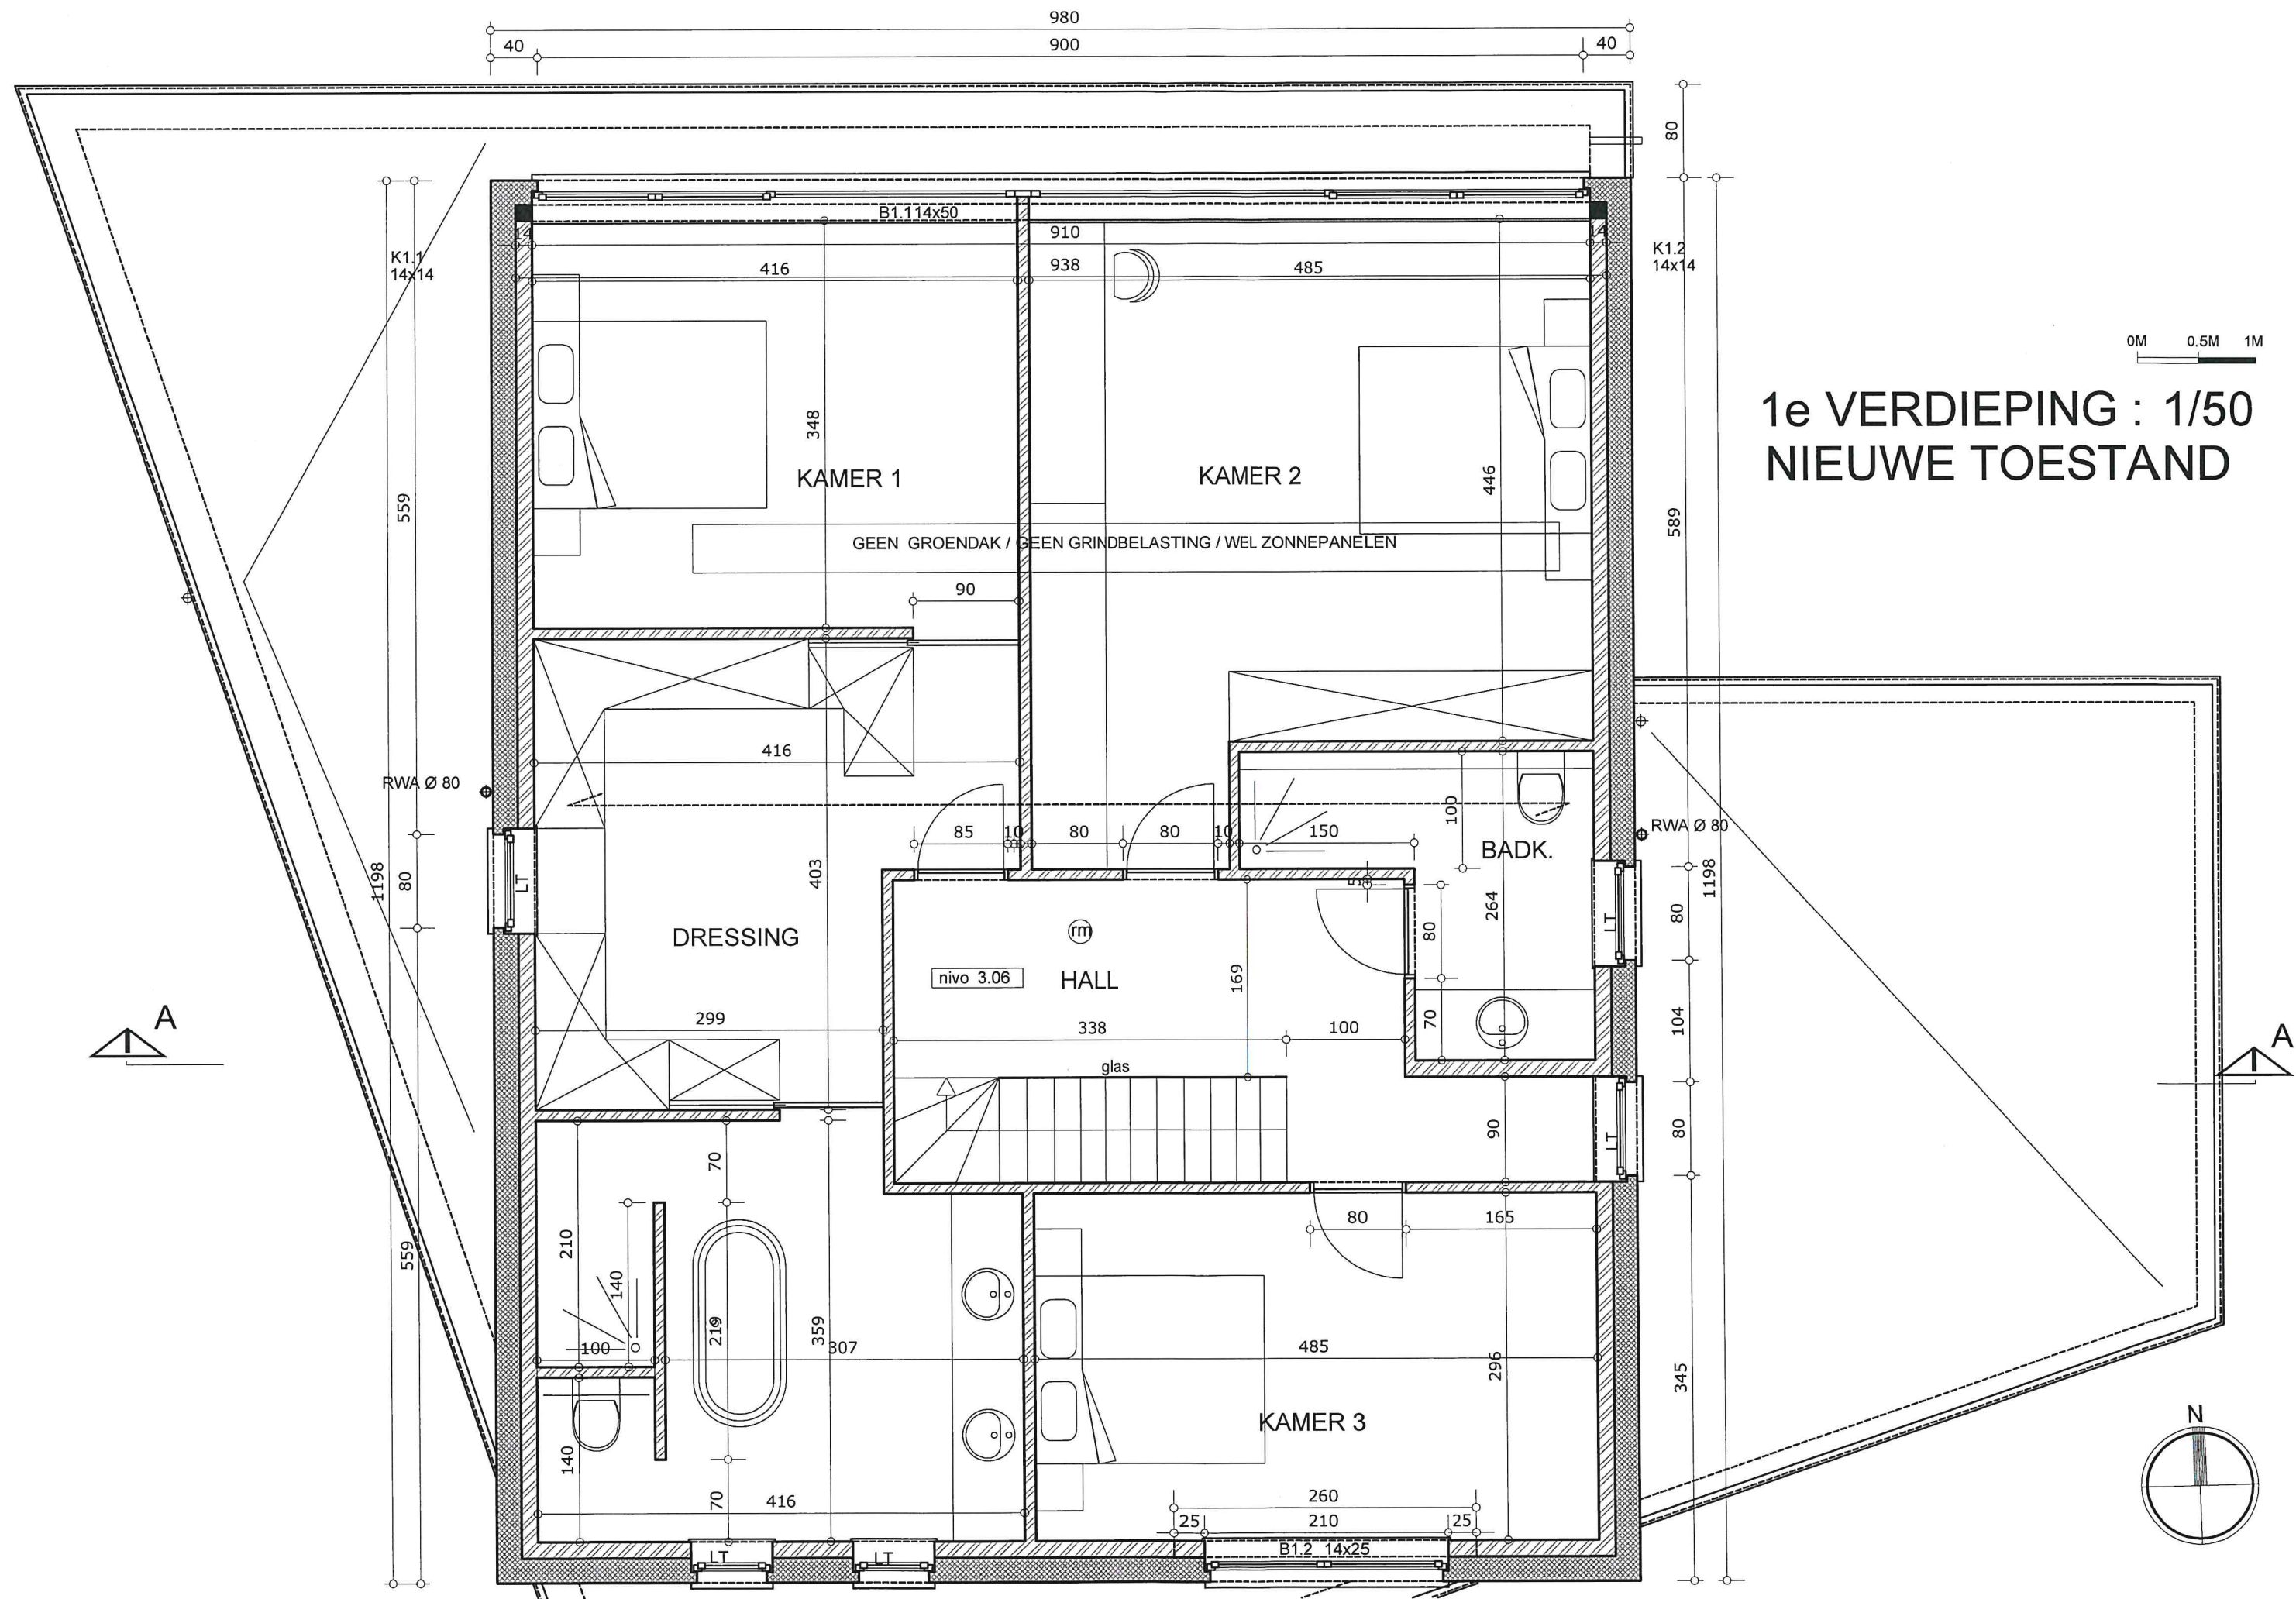 980
40 900 40
80
B1.114x50
14 910 14
K1.1
14x14
K1.2
14x14
416 938 485
0M 0.5M 1M
1e VERDIEPING : 1/50
NIEUWE TOESTAND
348
KAMER 1
KAMER 2
446
559
589
GEEN GROENDAK / GEEN GRINDBELASTING / WEL ZONNEPANELEN
90
416
RWA Ø 80
RWA Ø 80
85 10 80 80 10 150
100
BADK.
1198
80
LT
403
5
264
80
1198
80
LT
DRESSING
rm
nivo 3.06
HALL
169
70
104
A
A
299
338
100
glas
90
80
LT
70
210
140
80
165
559
100
219
359
307
485
296
345
KAMER 3
N
140
70
416
260
25 210 25
LT
LT
B1.2 14x25